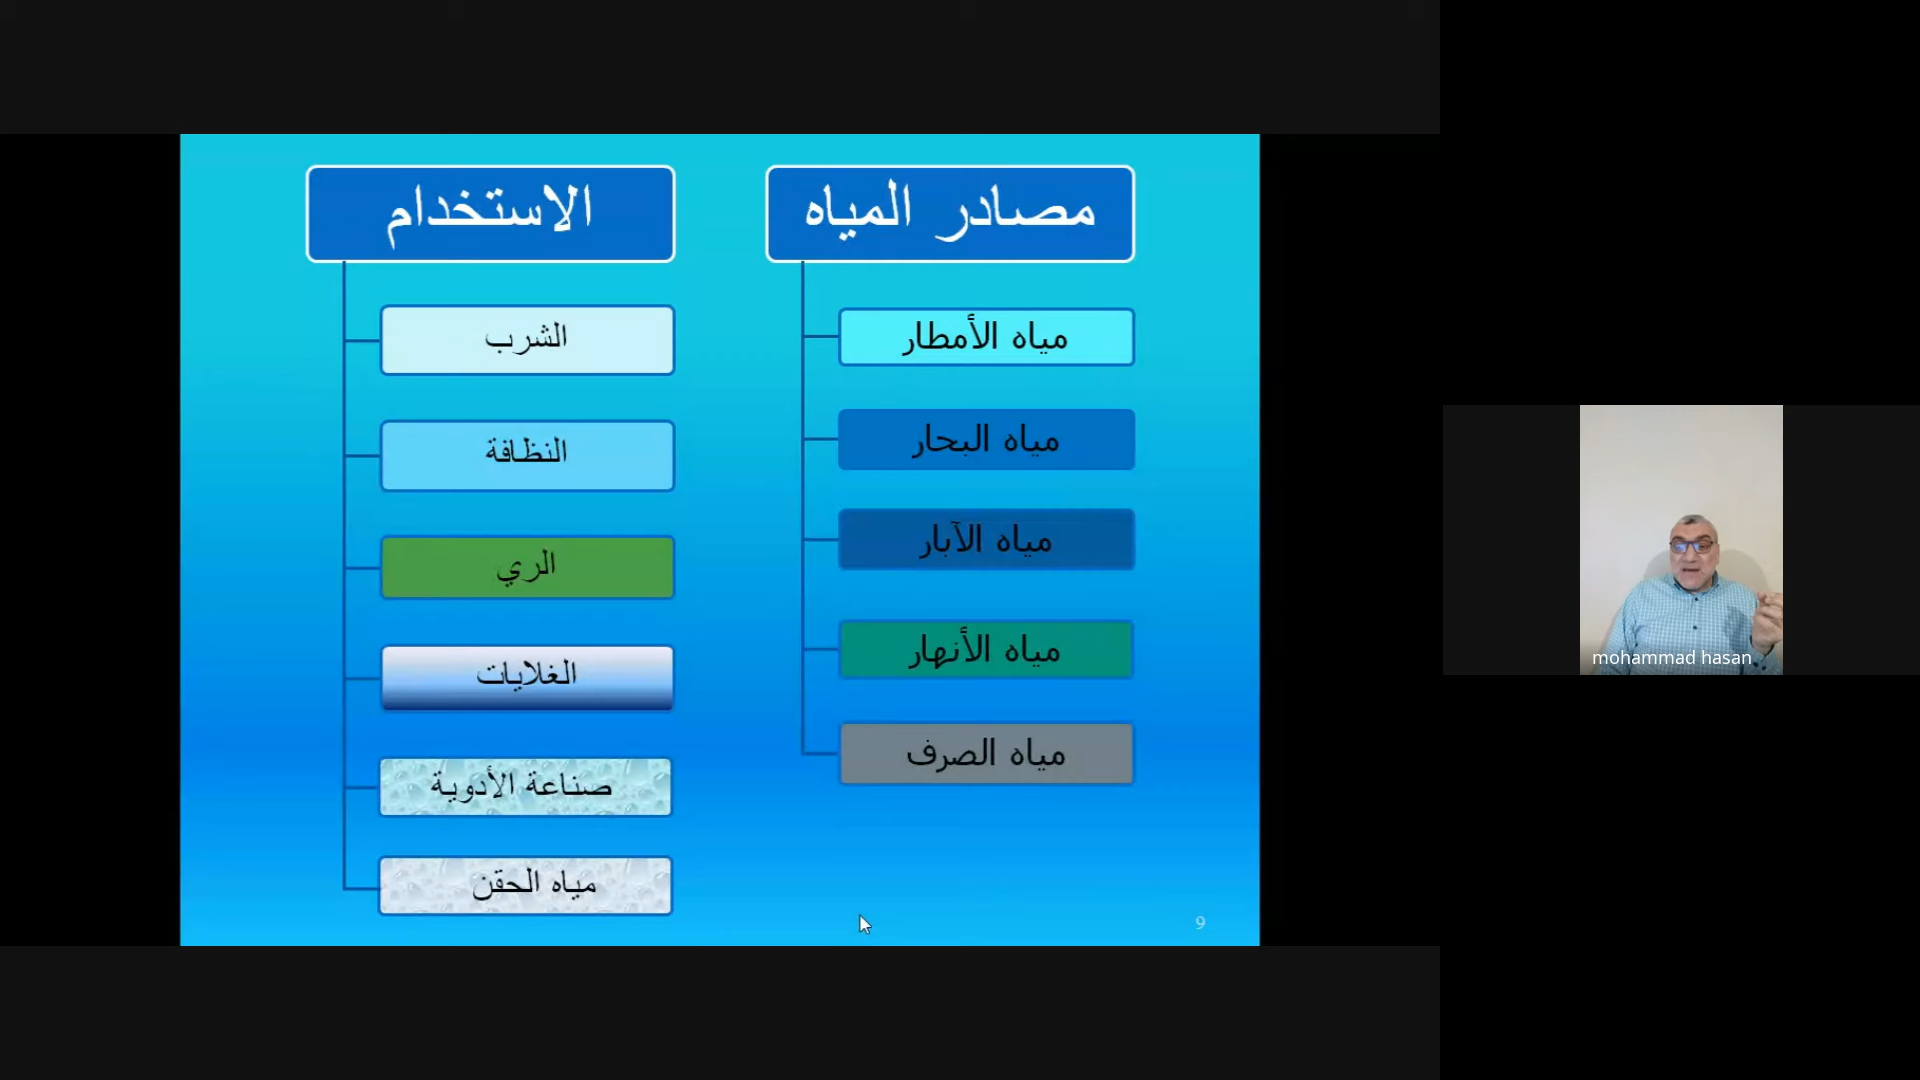 مصادر المياه
مياه الأمطار
مياه البحار
مياه الآبار
مياه الأنهار
مياه الصرف
الاستخدام
الشرب
النظافة
الري
الغلايات
صناعة الأدوية
مياه الحقن
9
mohammad hasan